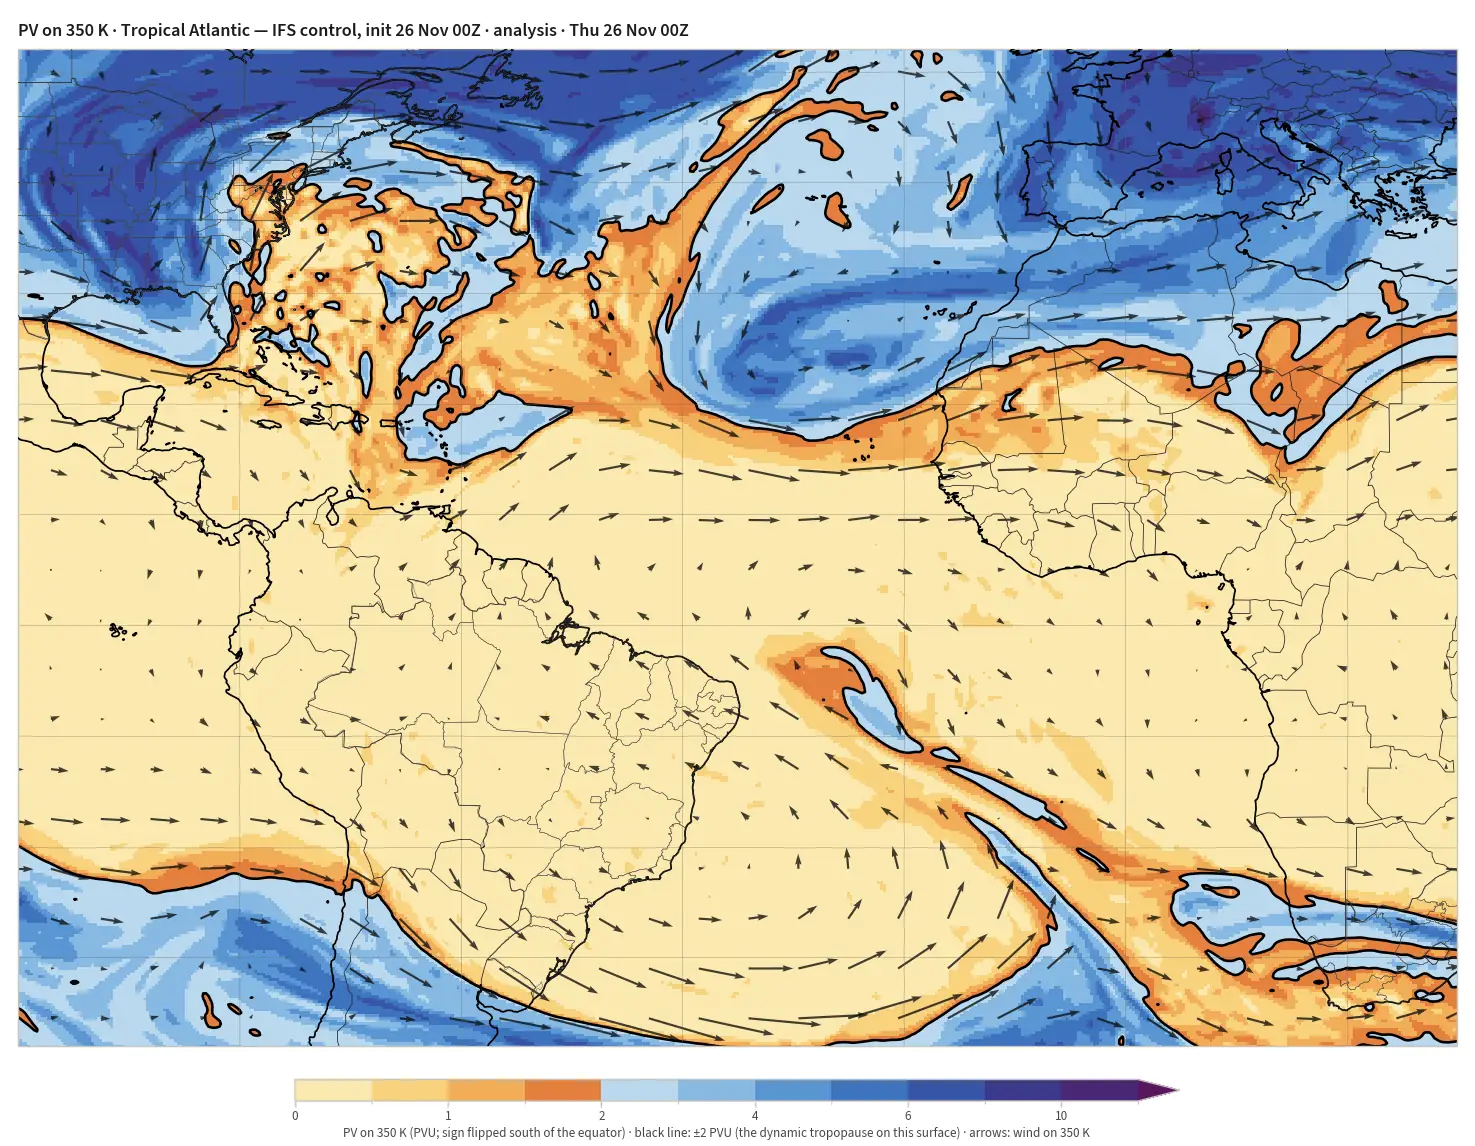 PV on 350 K · Tropical Atlantic — IFS control, init 26 Nov 00Z · analysis · Thu 26 Nov 00Z
0 1 2 4 6 10
PV on 350 K (PVU; sign flipped south of the equator) · black line: ±2 PVU (the dynamic tropopause on this surface) · arrows: wind on 350 K